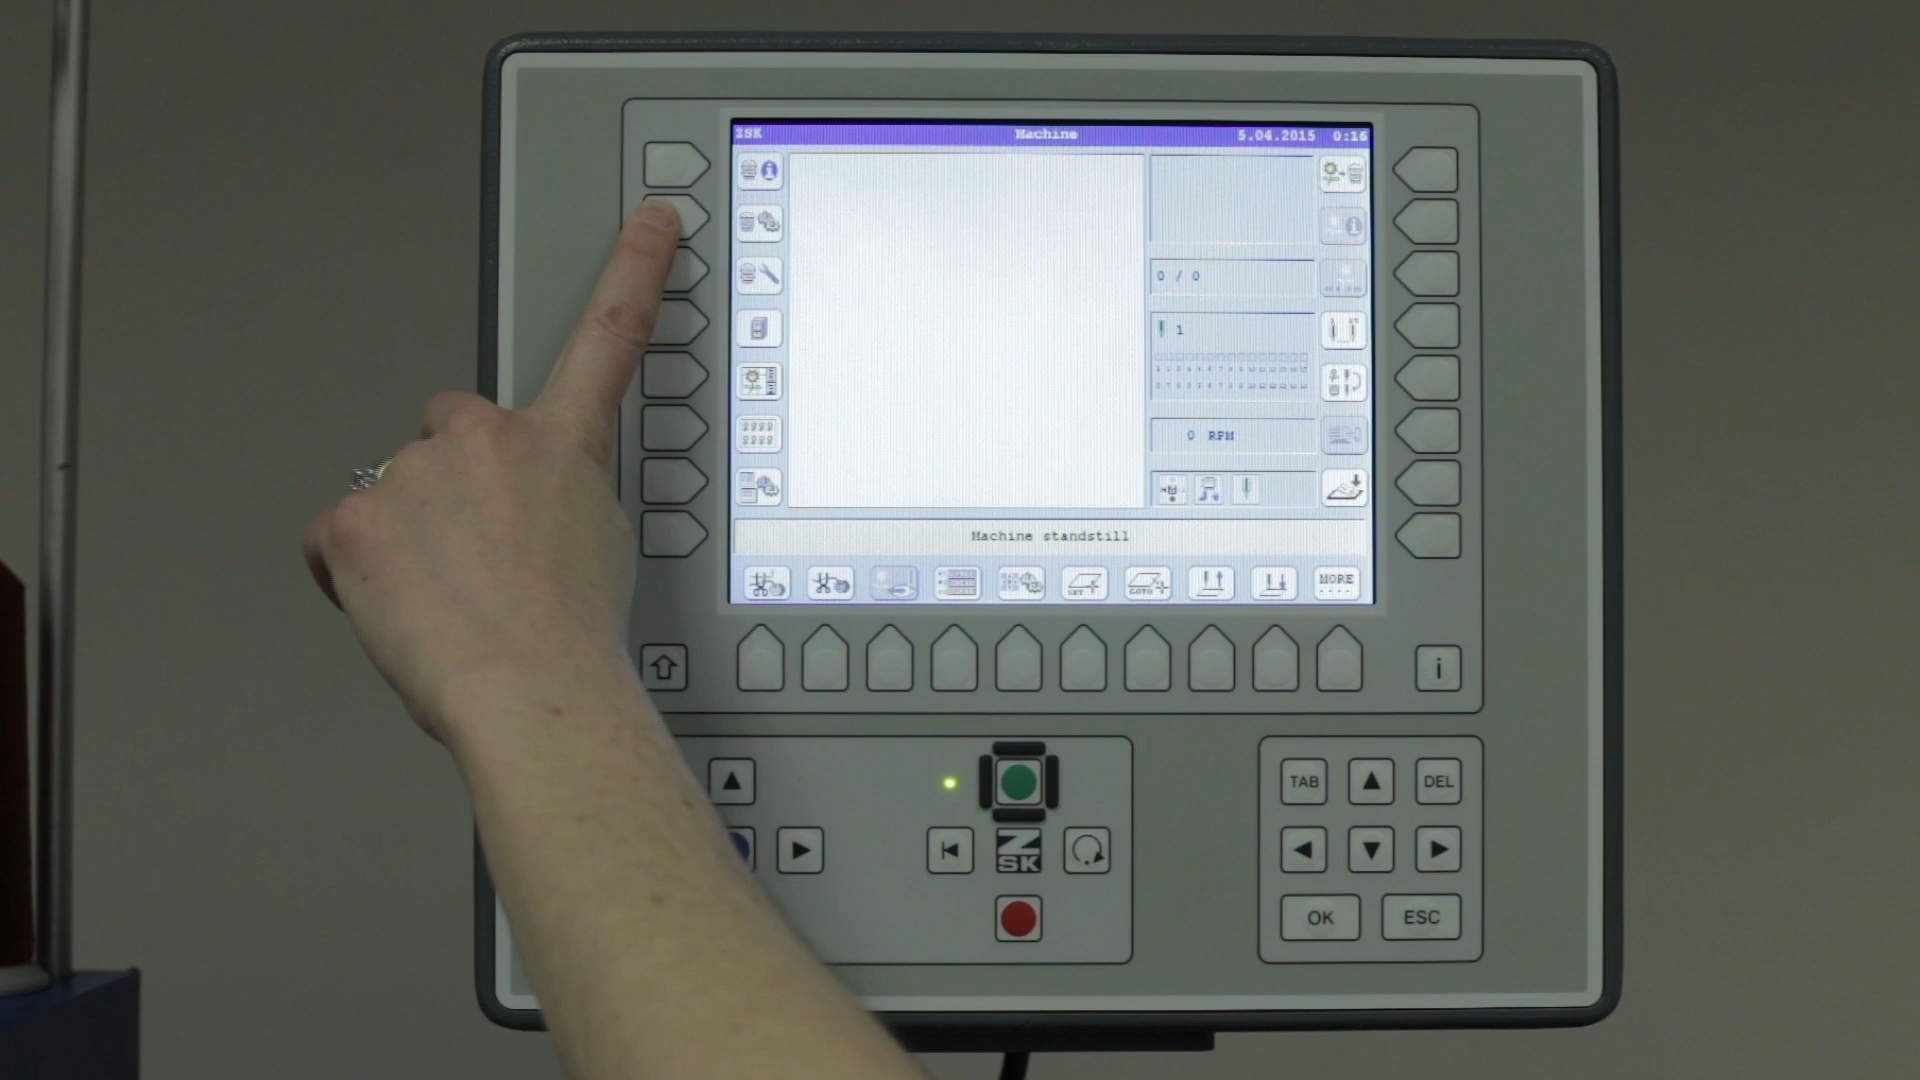 ZSK Machine 5.04.2015 0:16
0 / 0
1
0 RPM
Machine standstill
SET
GOTO
MORE
i
TAB
DEL
ZSK
OK
ESC